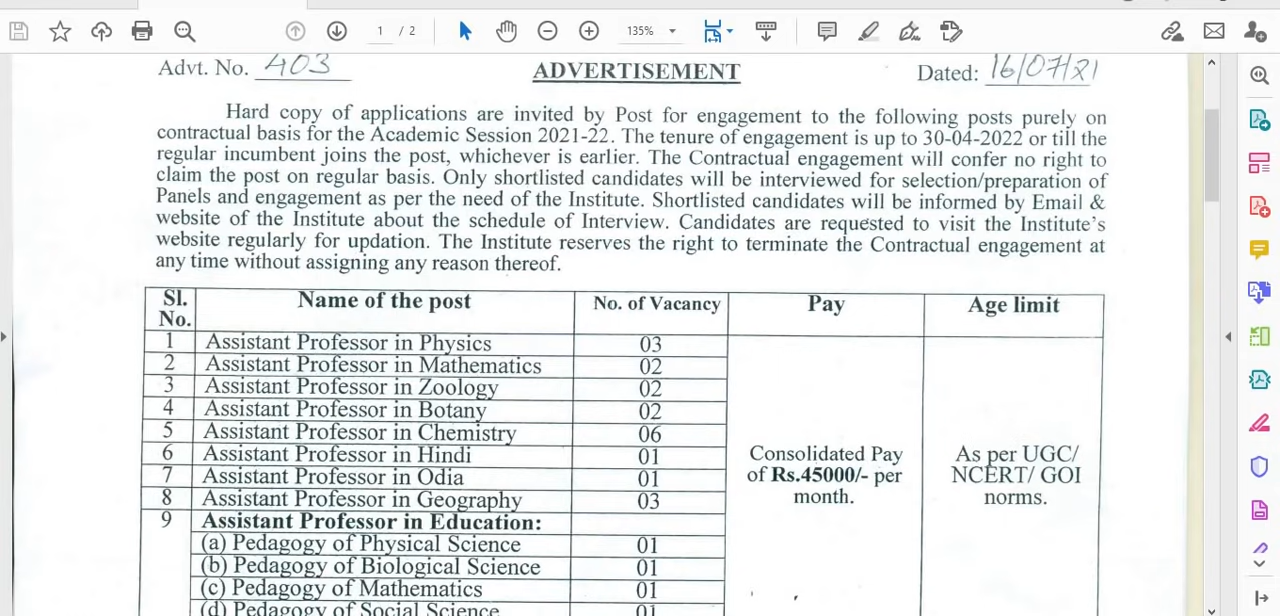 1 / 2
135%
Advt. No. 403 ADVERTISEMENT Dated: 16/07/21
Hard copy of applications are invited by Post for engagement to the following posts purely on
contractual basis for the Academic Session 2021-22. The tenure of engagement is up to 30-04-2022 or till the
regular incumbent joins the post, whichever is earlier. The Contractual engagement will confer no right to
claim the post on regular basis. Only shortlisted candidates will be interviewed for selection/preparation of
Panels and engagement as per the need of the Institute. Shortlisted candidates will be informed by Email &
website of the Institute about the schedule of Interview. Candidates are requested to visit the Institute's
website regularly for updation. The Institute reserves the right to terminate the Contractual engagement at
any time without assigning any reason thereof.
Sl. No. Name of the post No. of Vacancy Pay Age limit
1 Assistant Professor in Physics 03
2 Assistant Professor in Mathematics 02
3 Assistant Professor in Zoology 02
4 Assistant Professor in Botany 02
5 Assistant Professor in Chemistry 06
6 Assistant Professor in Hindi 01
7 Assistant Professor in Odia 01
8 Assistant Professor in Geography 03
Consolidated Pay
of Rs.45000/- per
month.
As per UGC/
NCERT/ GOI
norms.
9 Assistant Professor in Education:
(a) Pedagogy of Physical Science 01
(b) Pedagogy of Biological Science 01
(c) Pedagogy of Mathematics 01
(d) Pedagogy of Social Science 01